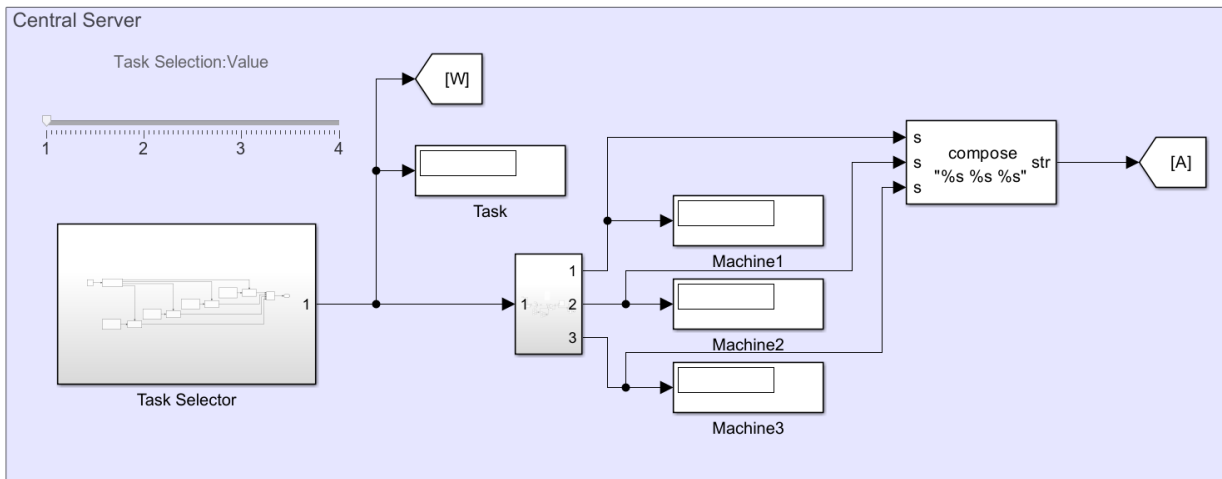 Central Server
Task Selection:Value
1 2 3 4
[W]
Task
1
Task Selector
1
1
2
3
Machine1
Machine2
Machine3
s
s
s
compose
"%s %s %s"
str
[A]